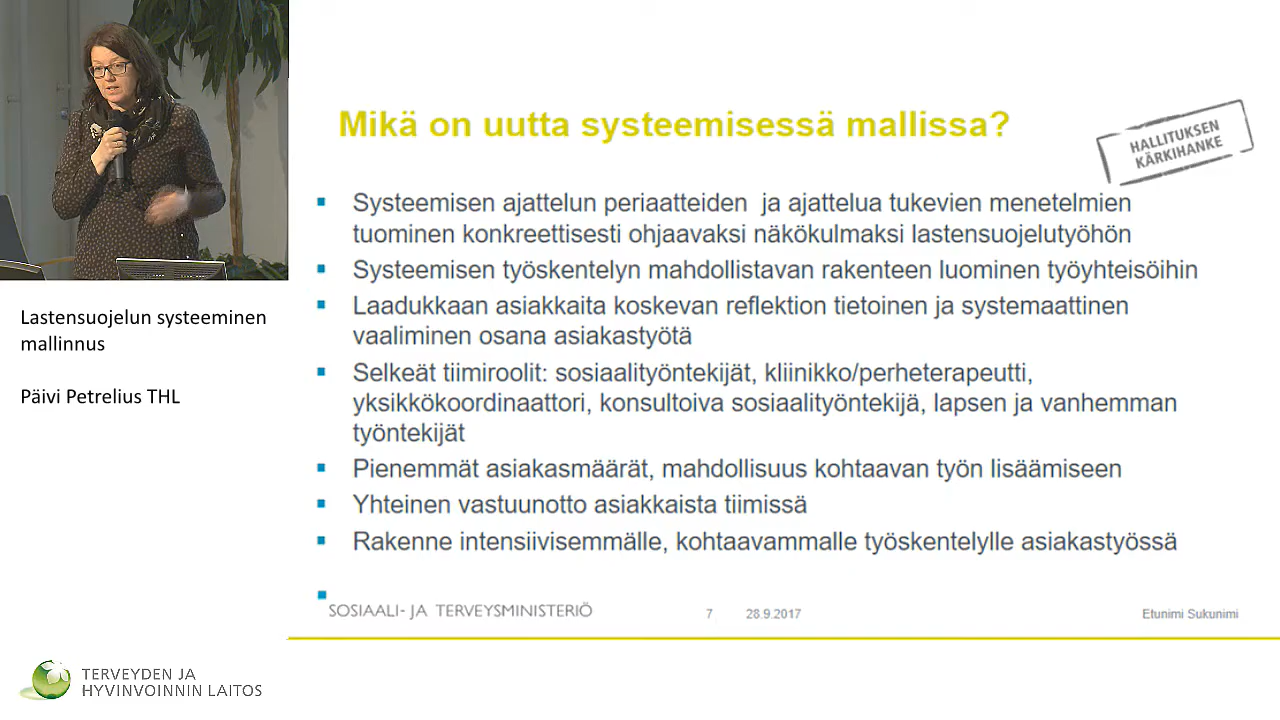 Mikä on uutta systeemisessä mallissa?
HALLITUKSEN
KÄRKIHANKE
Systeemisen ajattelun periaatteiden ja ajattelua tukevien menetelmien
tuominen konkreettisesti ohjaavaksi näkökulmaksi lastensuojelutyöhön
Systeemisen työskentelyn mahdollistavan rakenteen luominen työyhteisöihin
Laadukkaan asiakkaita koskevan reflektion tietoinen ja systemaattinen
vaaliminen osana asiakastyötä
Selkeät tiimiroolit: sosiaalityöntekijät, kliinikko/perheterapeutti,
yksikkökoordinaattori, konsultoiva sosiaalityöntekijä, lapsen ja vanhemman
työntekijät
Pienemmät asiakasmäärät, mahdollisuus kohtaavan työn lisäämiseen
Yhteinen vastuunotto asiakkaista tiimissä
Rakenne intensiivisemmälle, kohtaavammalle työskentelylle asiakastyössä
SOSIAALI- JA TERVEYSMINISTERIÖ
7
28.9.2017
Etunimi Sukunimi
Lastensuojelun systeeminen
mallinnus
Päivi Petrelius THL
TERVEYDEN JA
HYVINVOINNIN LAITOS